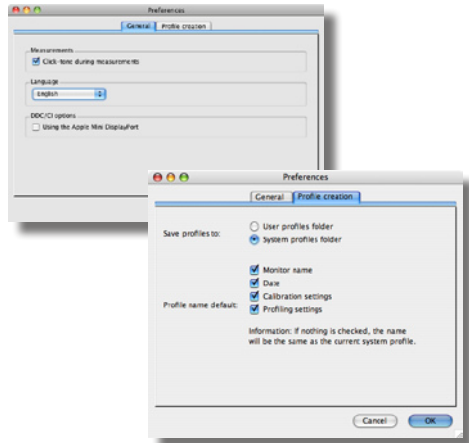 Preferences
General
Profile creation
Measurements
Click-tone during measurements
Language
English
DDC/CI options
Using the Apple Mini DisplayPort
Preferences
General
Profile creation
Save profiles to:
User profiles folder
System profiles folder
Profile name default:
Monitor name
Date
Calibration settings
Profiling settings
Information: If nothing is checked, the name
will be the same as the current system profile.
Cancel
OK